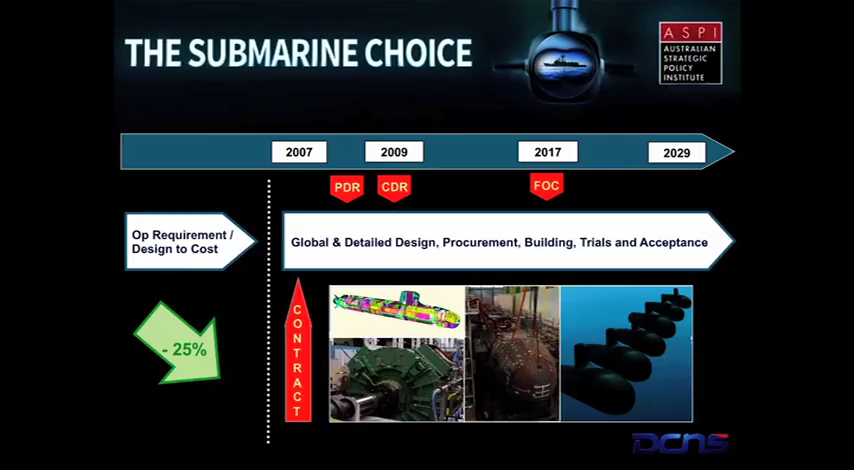 THE SUBMARINE CHOICE
ASPI
AUSTRALIAN
STRATEGIC
POLICY
INSTITUTE
2007
2009
2017
2029
PDR
CDR
FOC
Op Requirement /
Design to Cost
Global & Detailed Design, Procurement, Building, Trials and Acceptance
- 25%
CONTRACT
DCNS